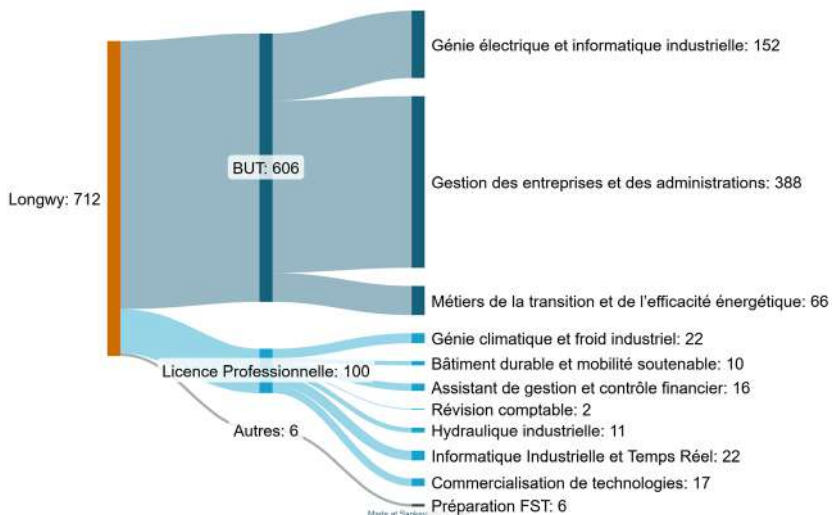 Génie électrique et informatique industrielle: 152
BUT: 606
Gestion des entreprises et des administrations: 388
Longwy: 712
Métiers de la transition et de l'efficacité énergétique: 66
Génie climatique et froid industriel: 22
Bâtiment durable et mobilité soutenable: 10
Licence Professionnelle: 100
Assistant de gestion et contrôle financier: 16
Révision comptable: 2
Autres: 6
Hydraulique industrielle: 11
Informatique Industrielle et Temps Réel: 22
Commercialisation de technologies: 17
Préparation FST: 6
Made at